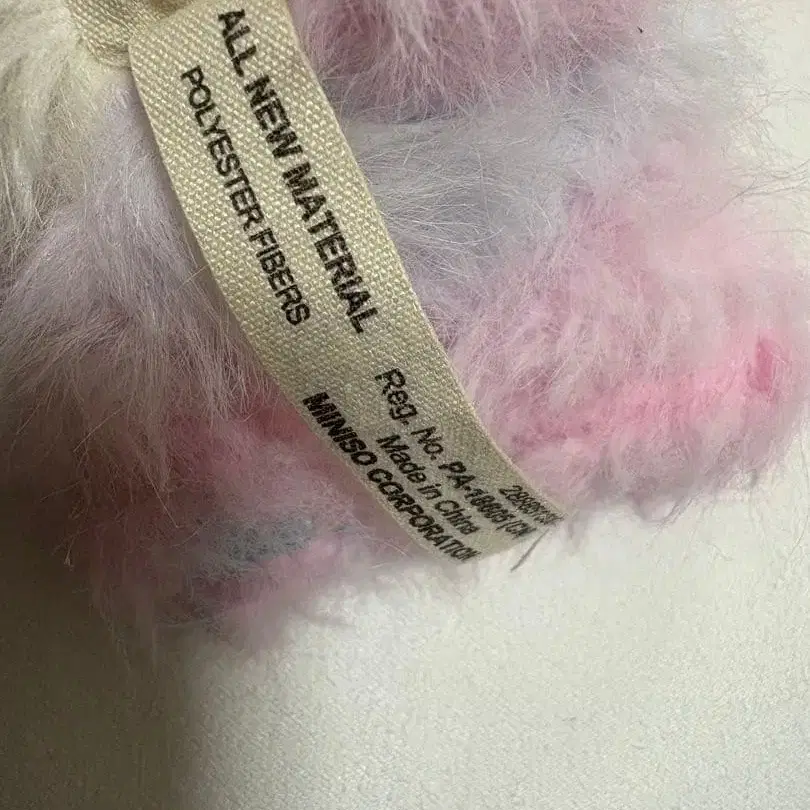 ALL NEW MATERIAL
POLYESTER FIBERS
Reg. No. PA-
Made in China
MINISO CORPORATION